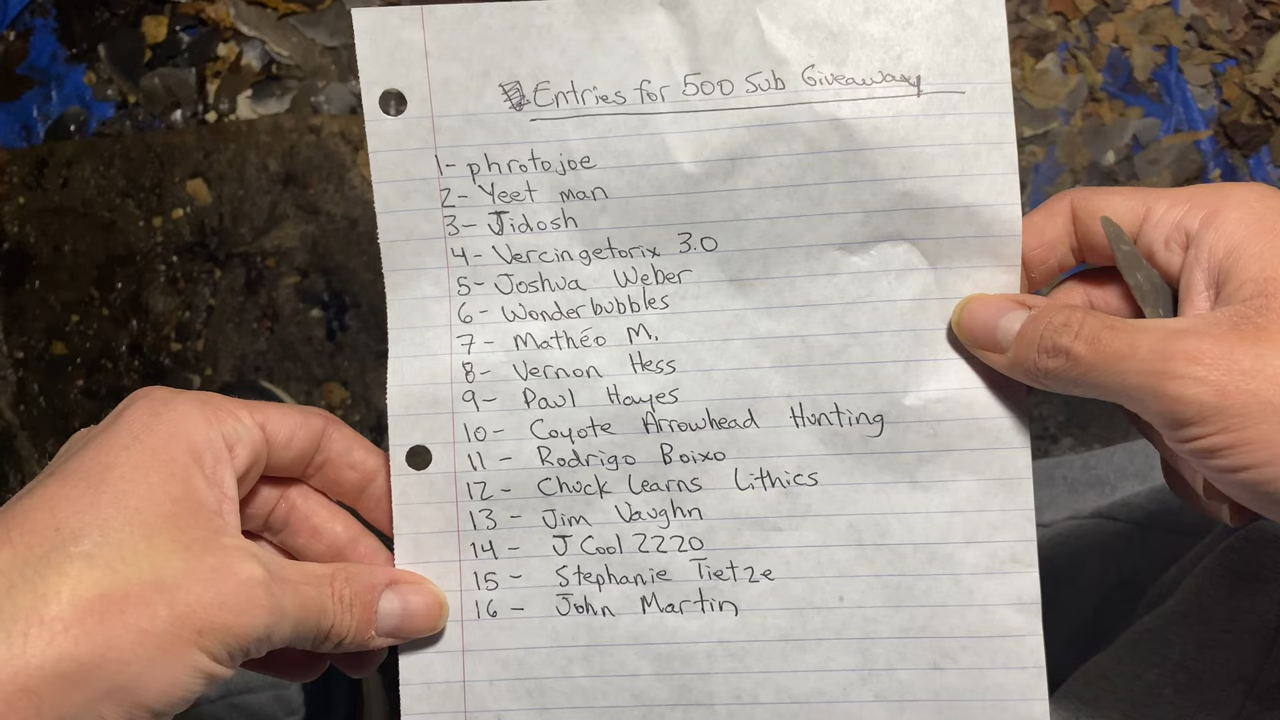 Entries for 500 Sub Giveaway
1- phrotojoe
2- Yeet man
3- Jidosh
4- Vercingetorix 3.0
5- Joshua Weber
6- Wonderbubbles
7- Mathéo M.
8- Vernon Hess
9- Paul Hayes
10- Coyote Arrowhead Hunting
11- Rodrigo Boixo
12- Chuck Learns Lithics
13- Jim Vaughn
14- J Cool 2220
15- Stephanie Tietze
16- John Martin